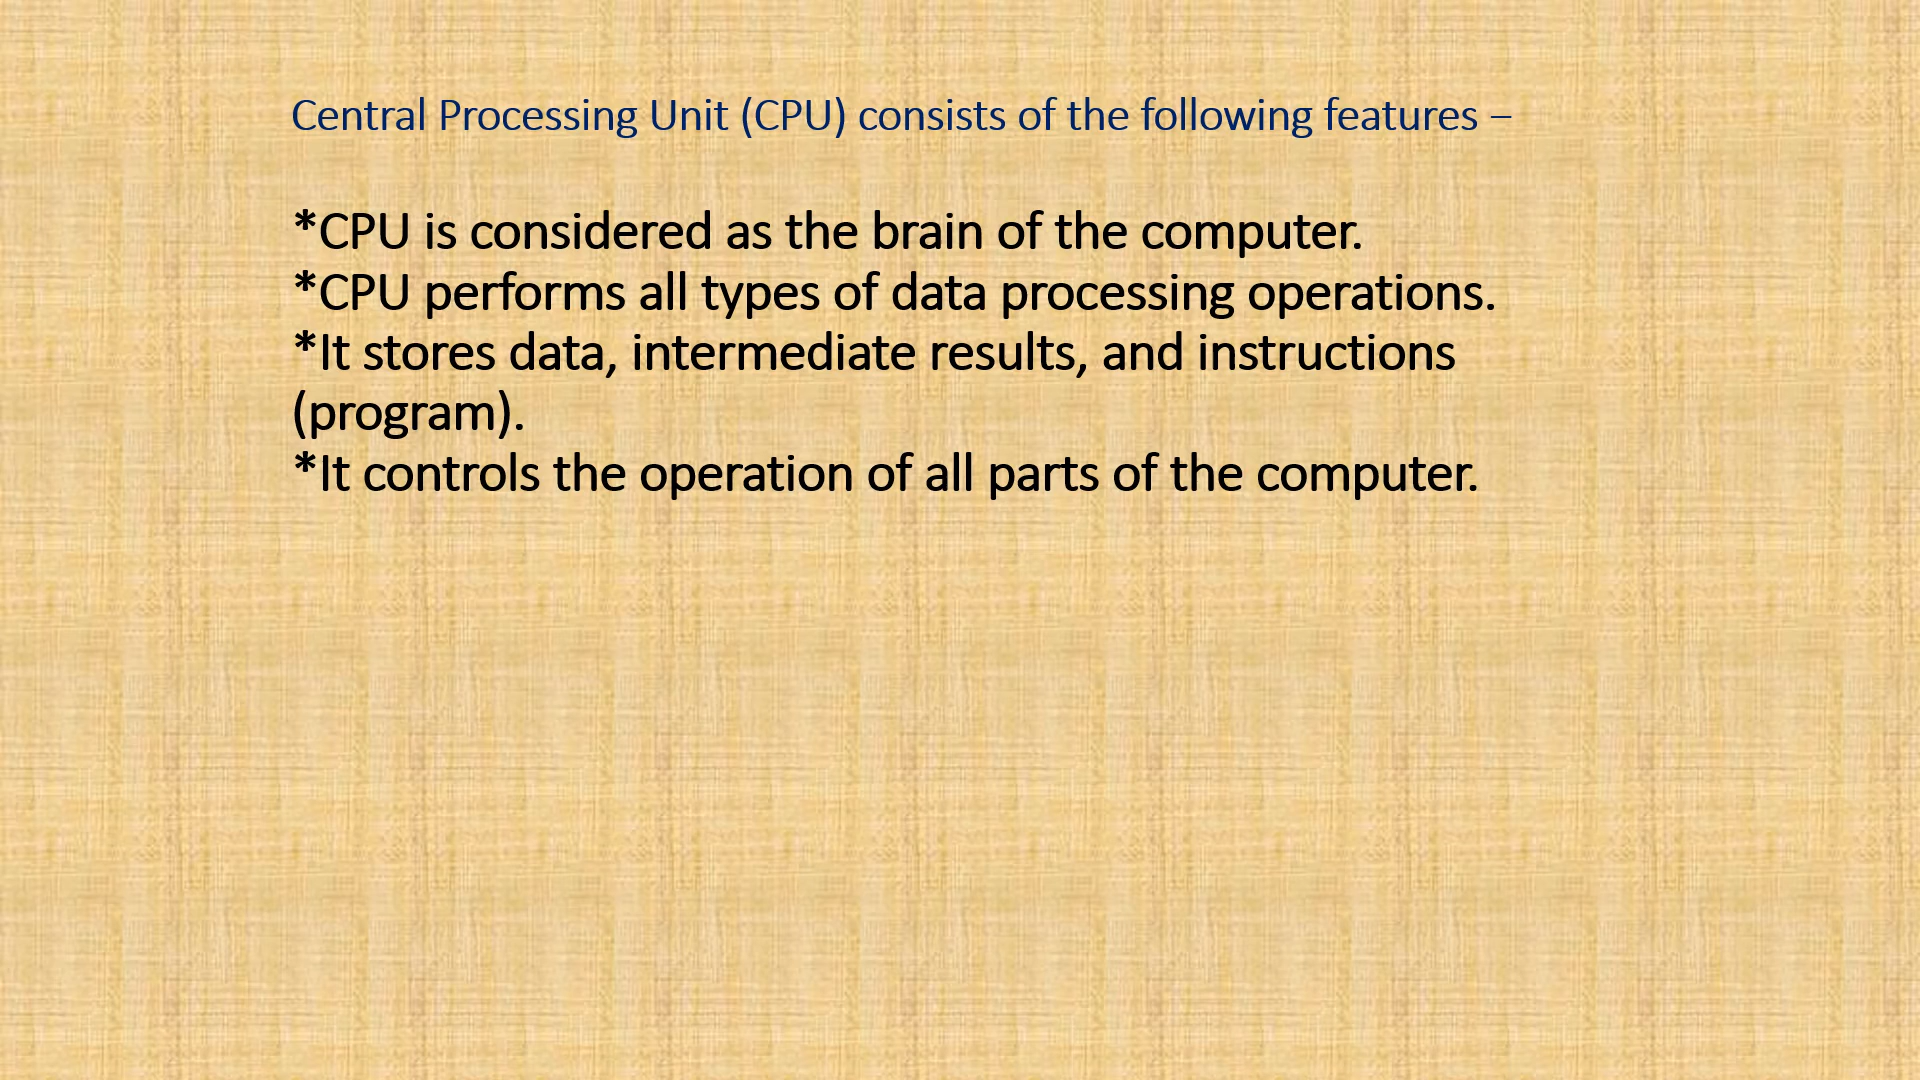 Central Processing Unit (CPU) consists of the following features –
*CPU is considered as the brain of the computer.
*CPU performs all types of data processing operations.
*It stores data, intermediate results, and instructions
(program).
*It controls the operation of all parts of the computer.